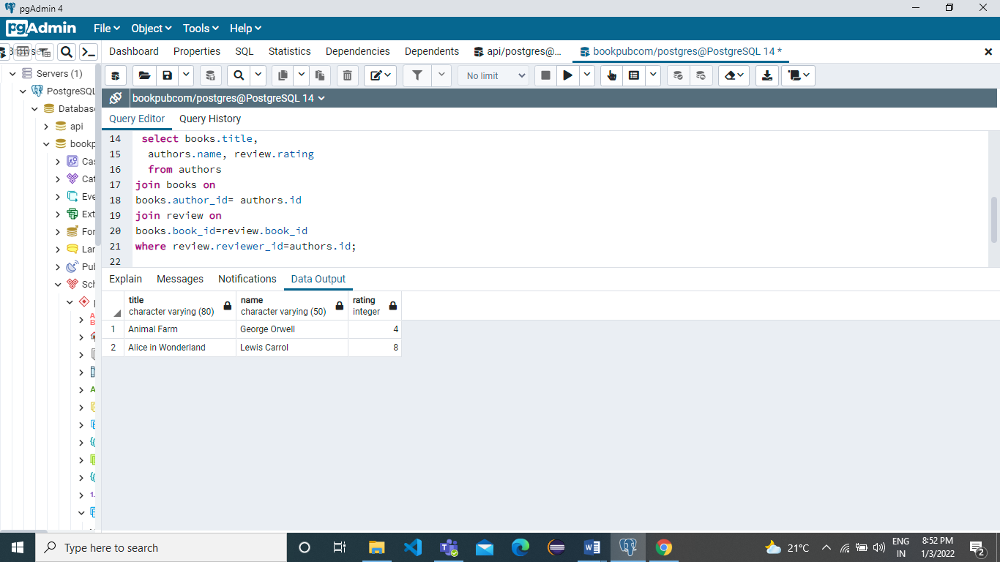 pgAdmin 4
pgAdmin File Object Tools Help
Dashboard Properties SQL Statistics Dependencies Dependents api/postgres@... bookpubcom/postgres@PostgreSQL 14 *
Servers (1)
No limit
PostgreSQL
bookpubcom/postgres@PostgreSQL 14
Databas
Query Editor Query History
api
bookp
Cas
Cat
Eve
Ext
For
Lan
Pub
Sch
14 select books.title,
15 authors.name, review.rating
16 from authors
17 join books on
18 books.author_id= authors.id
19 join review on
20 books.book_id=review.book_id
21 where review.reviewer_id=authors.id;
22
Explain Messages Notifications Data Output
title name rating
character varying (80) character varying (50) integer
1 Animal Farm George Orwell 4
2 Alice in Wonderland Lewis Carrol 8
Type here to search
21°C
ENG
IN
8:52 PM
1/3/2022
2